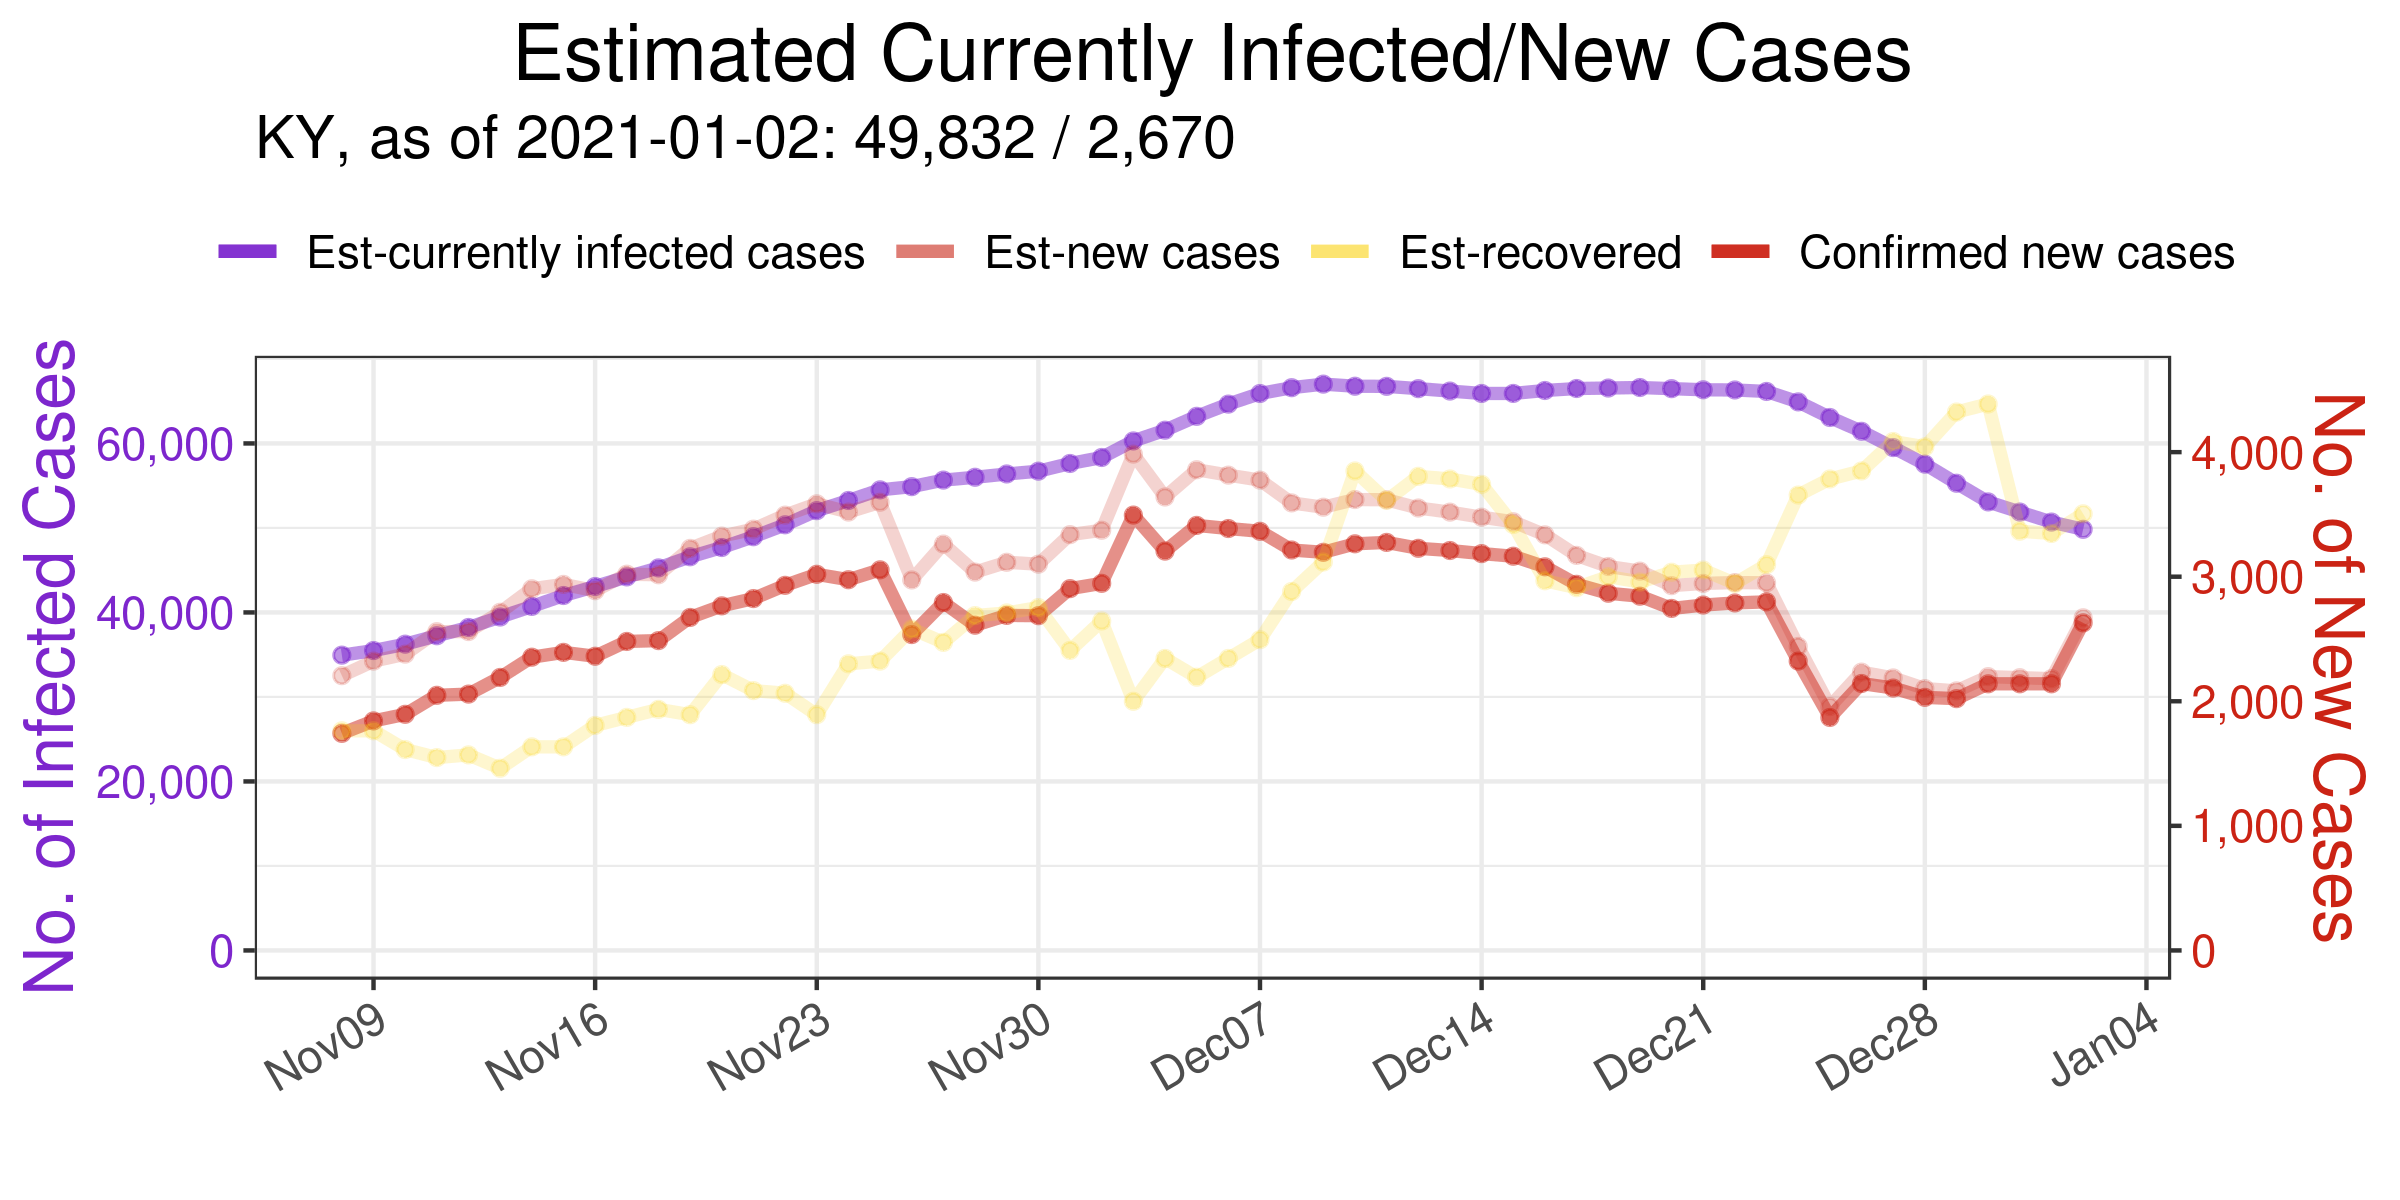 Estimated Currently Infected/New Cases
KY, as of 2021-01-02: 49,832 / 2,670
Est-currently infected cases Est-new cases Est-recovered Confirmed new cases
No. of Infected Cases
60,000
40,000
20,000
0
4,000
3,000
2,000
1,000
0
No. of New Cases
Nov09 Nov16 Nov23 Nov30 Dec07 Dec14 Dec21 Dec28 Jan04